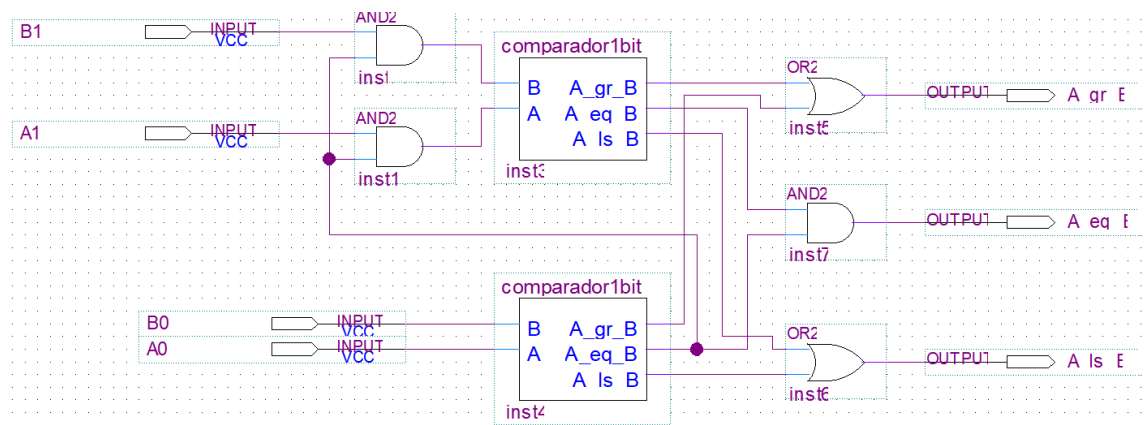 B1
INPUT
VCC
AND2
inst
A1
INPUT
VCC
AND2
inst1
comparador1bit
B A_gr_B
A A_eq_B
A_ls_B
inst3
OR2
inst5
OUTPUT
A_gr_B
AND2
inst7
OUTPUT
A_eq_B
B0
INPUT
VCC
A0
INPUT
VCC
comparador1bit
B A_gr_B
A A_eq_B
A_ls_B
inst4
OR2
inst6
OUTPUT
A_ls_B